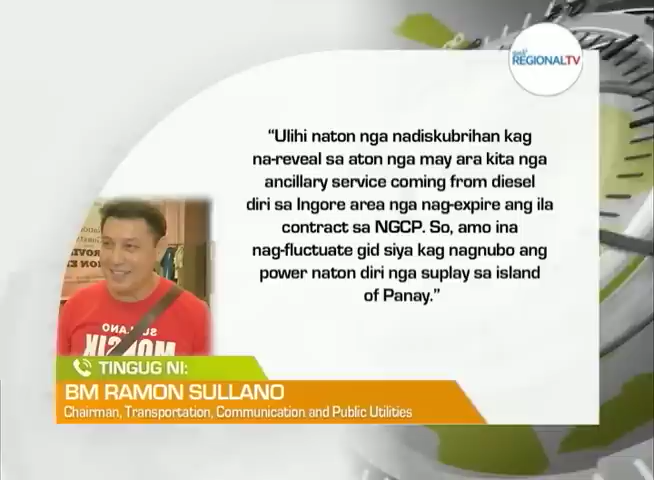 REGIONALTV
“Ulihi naton nga nadiskubrihan kag
na-reveal sa aton nga may ara kita nga
ancillary service coming from diesel
diri sa Ingore area nga nag-expire ang ila
contract sa NGCP. So, amo ina
nag-fluctuate gid siya kag nagnubo ang
power naton diri nga suplay sa island
of Panay.”
SULLANO
TINGUG NI:
BM RAMON SULLANO
Chairman, Transportation, Communication and Public Utilities